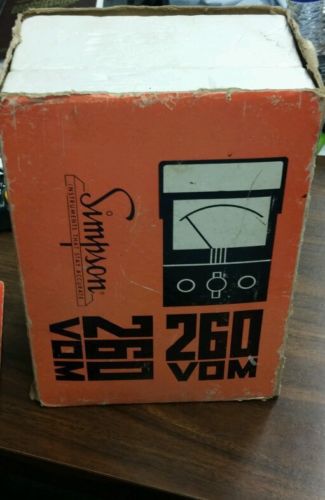 Simpson®
INSTRUMENTS THAT STAY ACCURATE
260
VOM
260
VOM